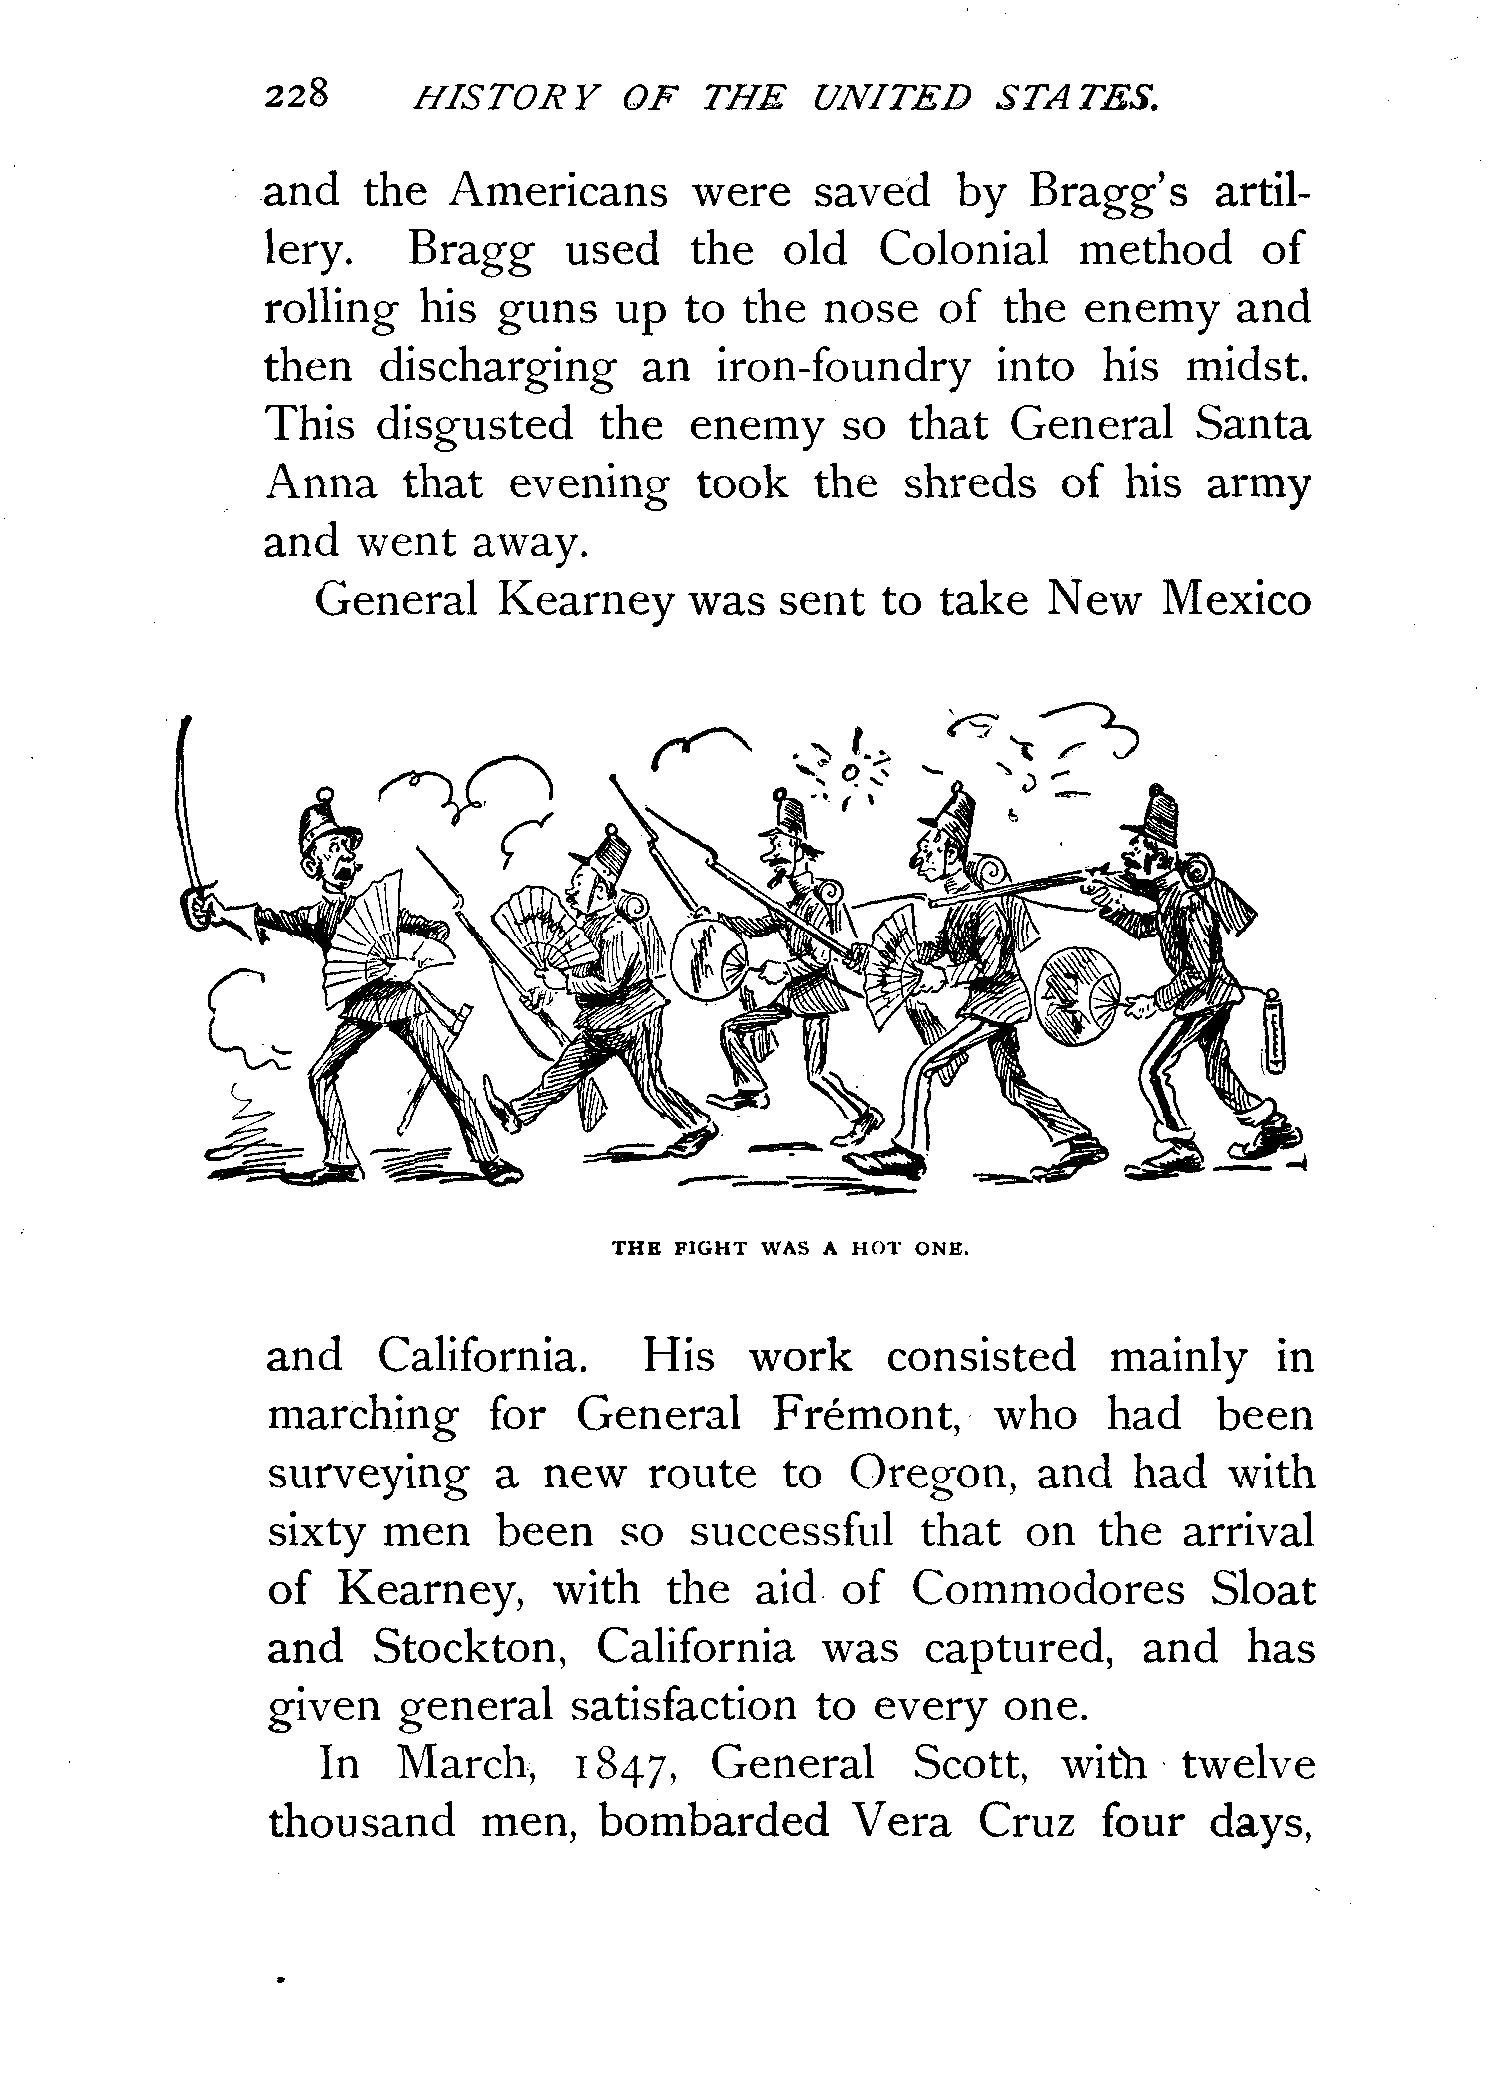 228 HISTORY OF THE UNITED STATES.
and the Americans were saved by Bragg's artil-
lery. Bragg used the old Colonial method of
rolling his guns up to the nose of the enemy and
then discharging an iron-foundry into his midst.
This disgusted the enemy so that General Santa
Anna that evening took the shreds of his army
and went away.
General Kearney was sent to take New Mexico
THE FIGHT WAS A HOT ONE.
and California. His work consisted mainly in
marching for General Frémont, who had been
surveying a new route to Oregon, and had with
sixty men been so successful that on the arrival
of Kearney, with the aid of Commodores Sloat
and Stockton, California was captured, and has
given general satisfaction to every one.
In March, 1847, General Scott, with twelve
thousand men, bombarded Vera Cruz four days,